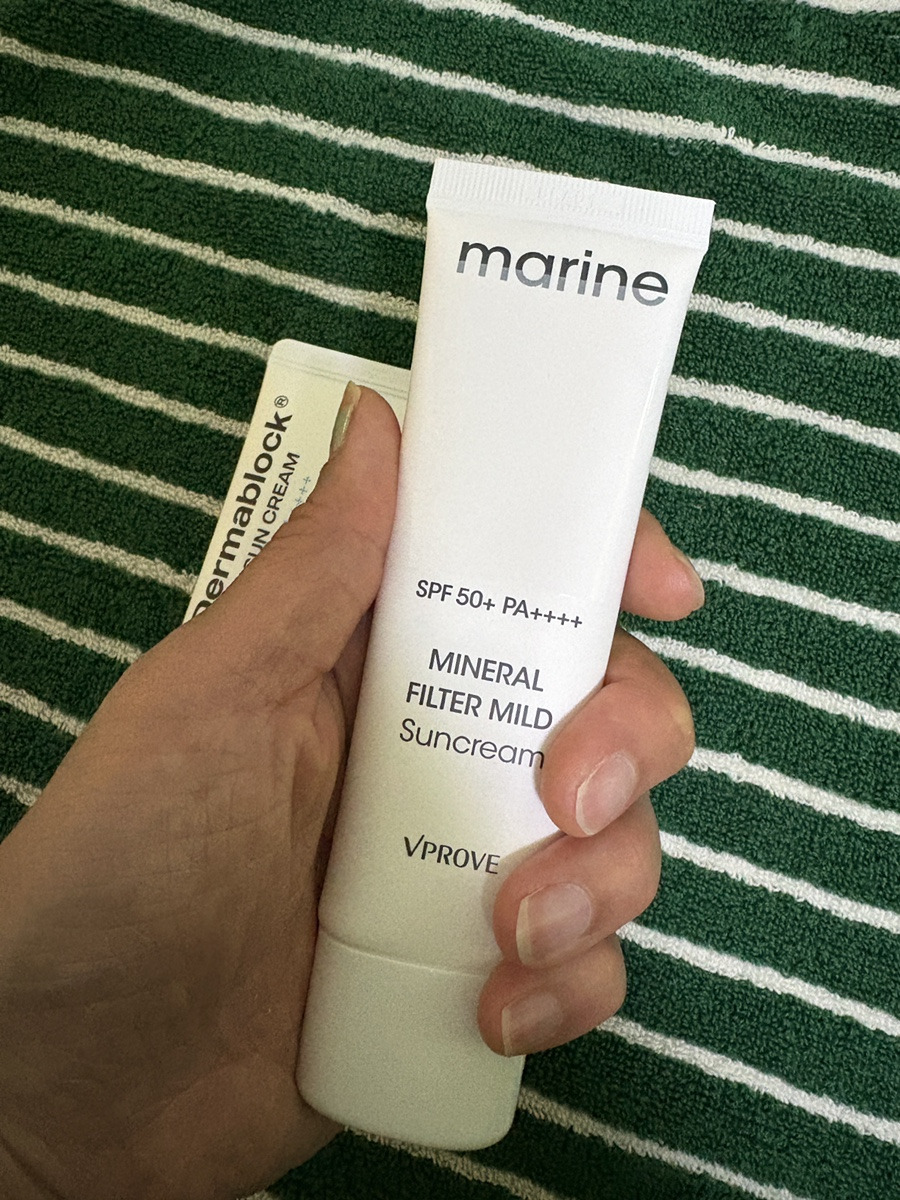 marine
SPF 50+ PA++++
MINERAL
FILTER MILD
Suncream
VPROVE
ermablock®
SUN CREAM
+++